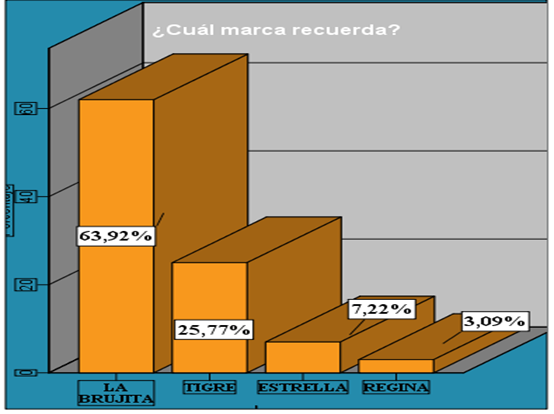 ¿Cuál marca recuerda?
60
40
20
0
63,92%
25,77%
7,22%
3,09%
LA
BRUJITA
TIGRE
ESTRELLA
REGINA